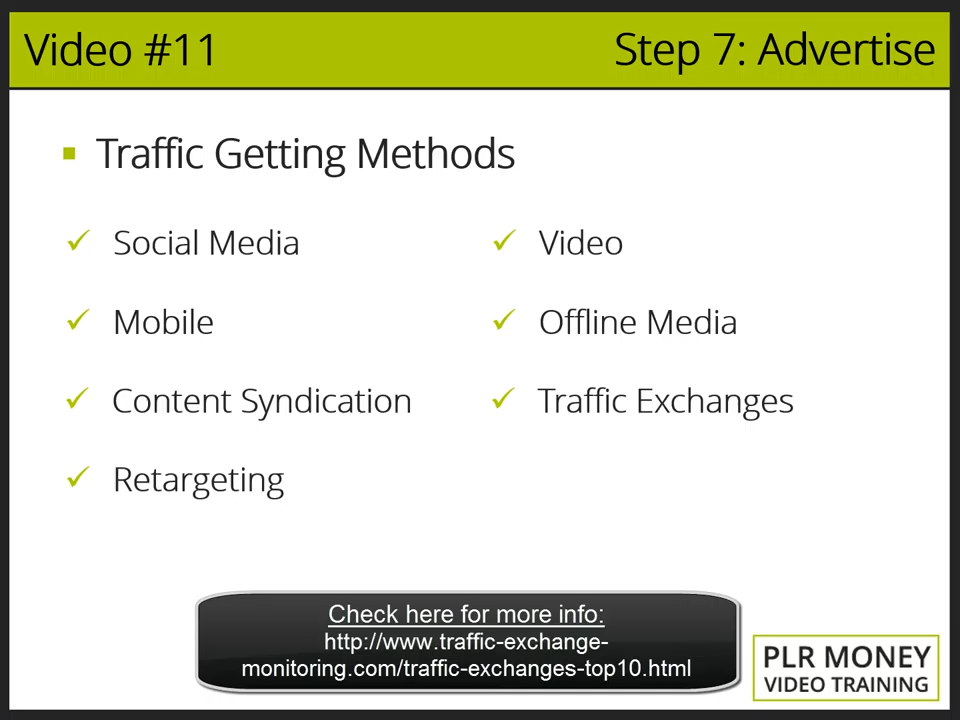 Video #11
Step 7: Advertise
Traffic Getting Methods
Social Media
Video
Mobile
Offline Media
Content Syndication
Traffic Exchanges
Retargeting
Check here for more info:
http://www.traffic-exchange-
monitoring.com/traffic-exchanges-top10.html
PLR MONEY
VIDEO TRAINING